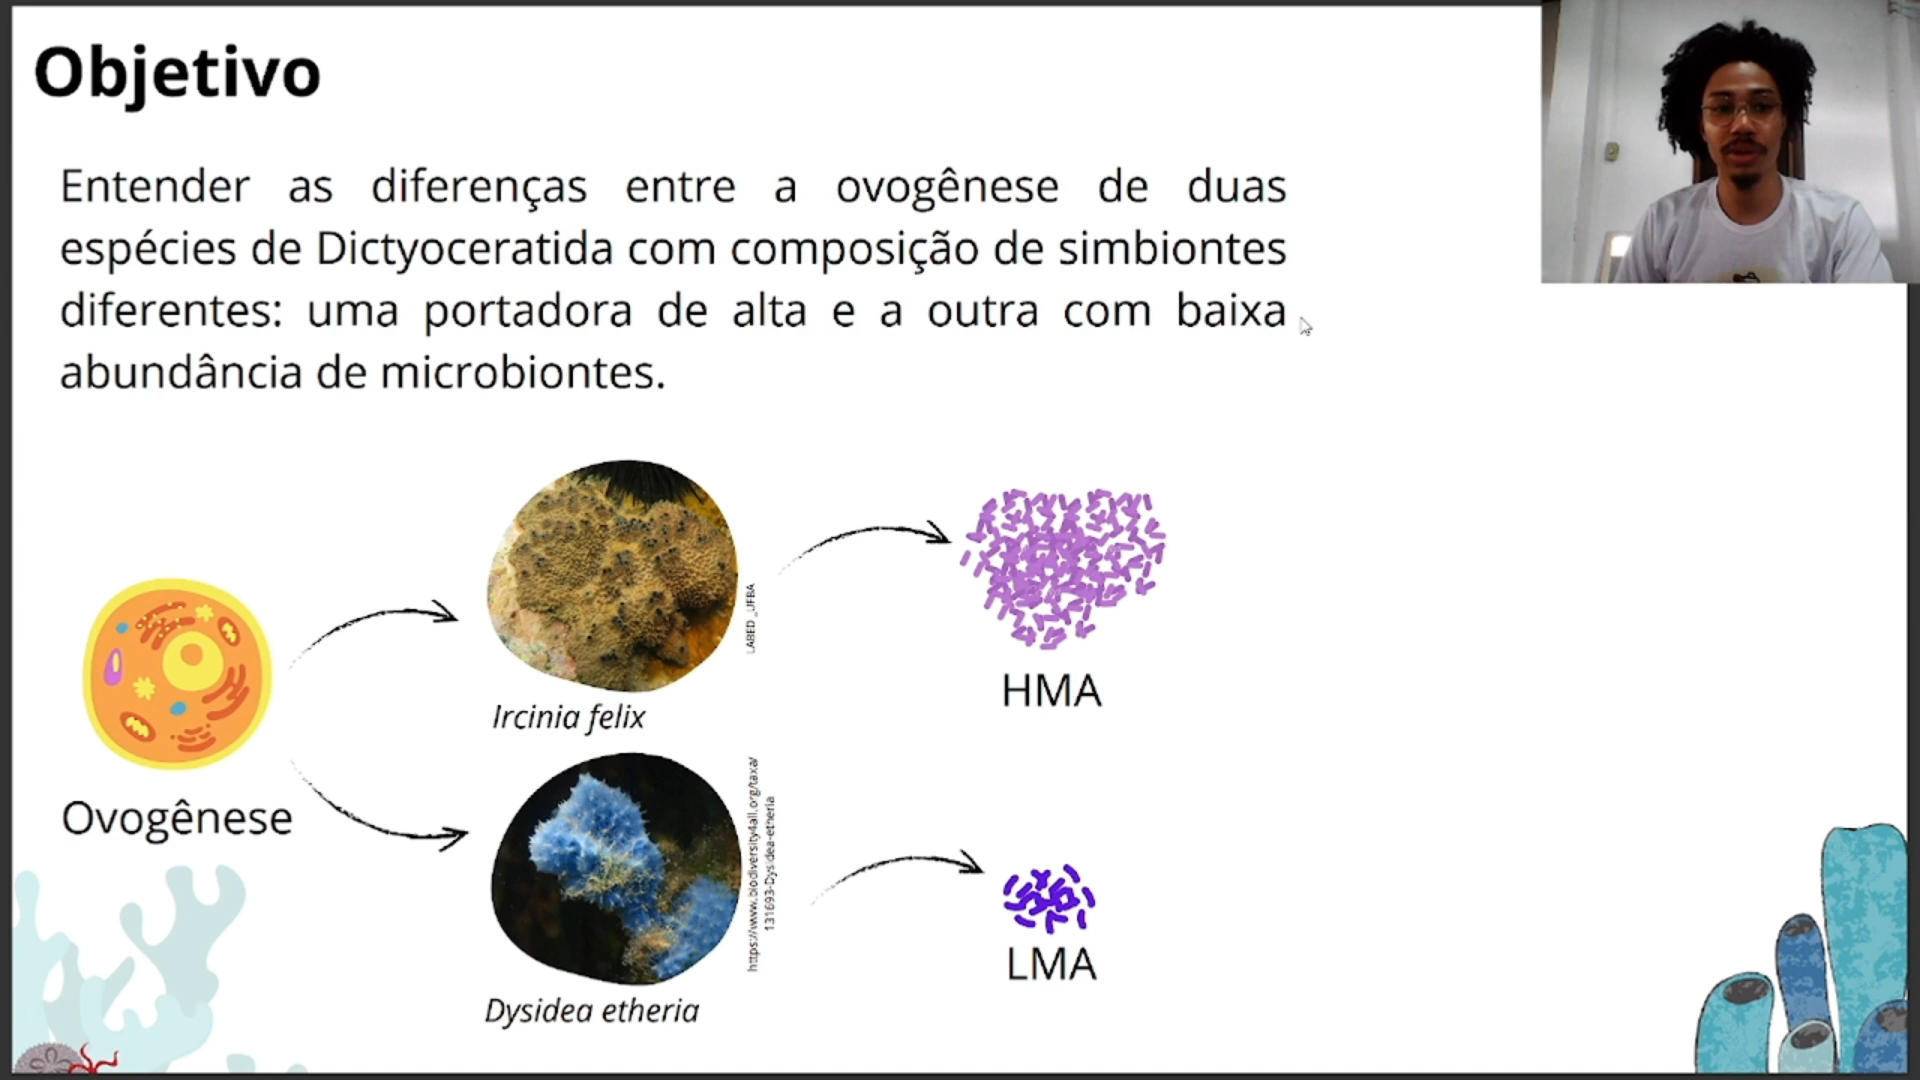 Objetivo
Entender as diferenças entre a ovogênese de duas
espécies de Dictyoceratida com composição de simbiontes
diferentes: uma portadora de alta e a outra com baixa
abundância de microbiontes.
LABED_UFBA
HMA
Ircinia felix
Ovogênese
https://www.biodiversity4all.org/taxa/
131693-Dysidea-etheria
LMA
Dysidea etheria